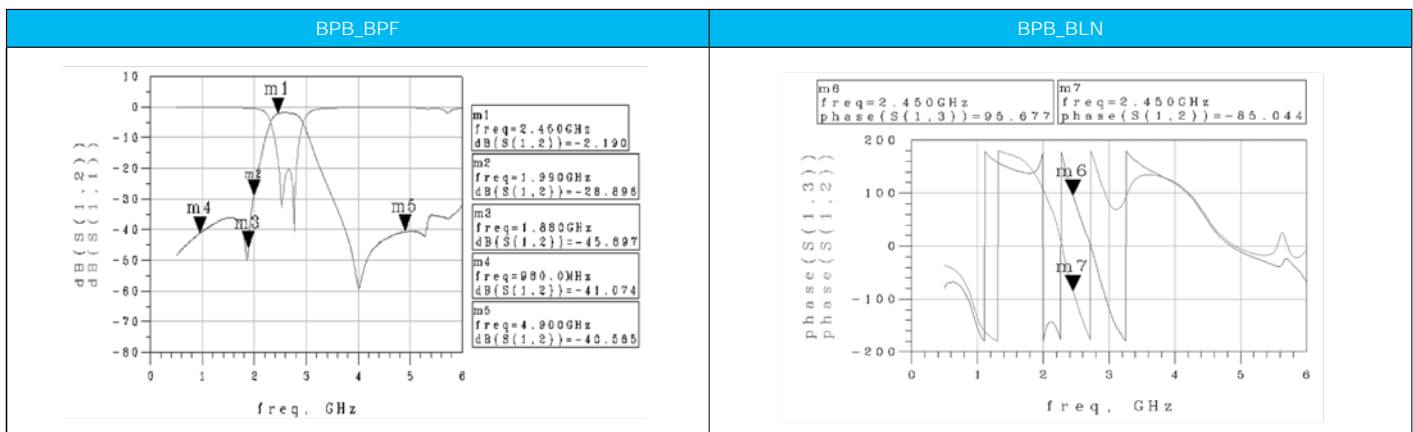 BPB_BPF
BPB_BLN
10
0
-10
-20
-30
-40
-50
-60
-70
-80
0 1 2 3 4 5 6
freq, GHz
dB(S(1,2))
dB(S(1,1))
m1
m2
m3
m4
m5
m1
freq=2.450GHz
dB(S(1,2))=-2.190
m2
freq=1.990GHz
dB(S(1,2))=-28.896
m3
freq=1.880GHz
dB(S(1,2))=-45.897
m4
freq=980.0MHz
dB(S(1,2))=-41.074
m5
freq=4.900GHz
dB(S(1,2))=-40.585
m6
freq=2.450GHz
phase(S(1,3))=95.677
m7
freq=2.450GHz
phase(S(1,2))=-85.044
200
100
0
-100
-200
0 1 2 3 4 5 6
freq, GHz
phase(S(1,3))
phase(S(1,2))
m6
m7